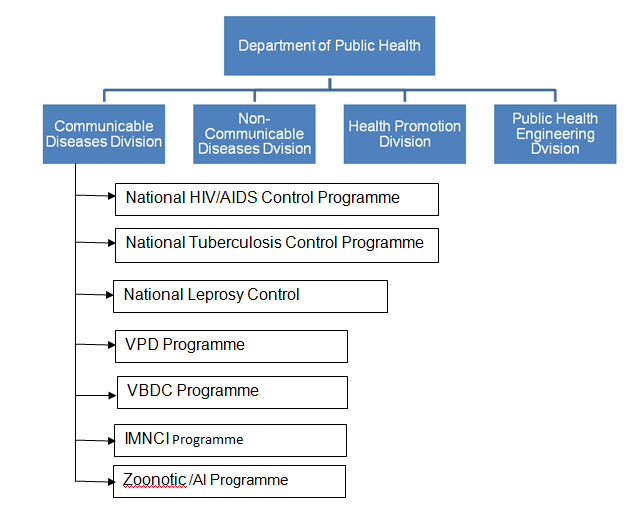 Department of Public Health
Communicable
Diseases Division
Non-
Communicable
Diseases Dvision
Health Promotion
Division
Public Health
Engineering
Dvision
National HIV/AIDS Control Programme
National Tuberculosis Control Programme
National Leprosy Control
VPD Programme
VBDC Programme
IMNCI Programme
Zoonotic /AI Programme